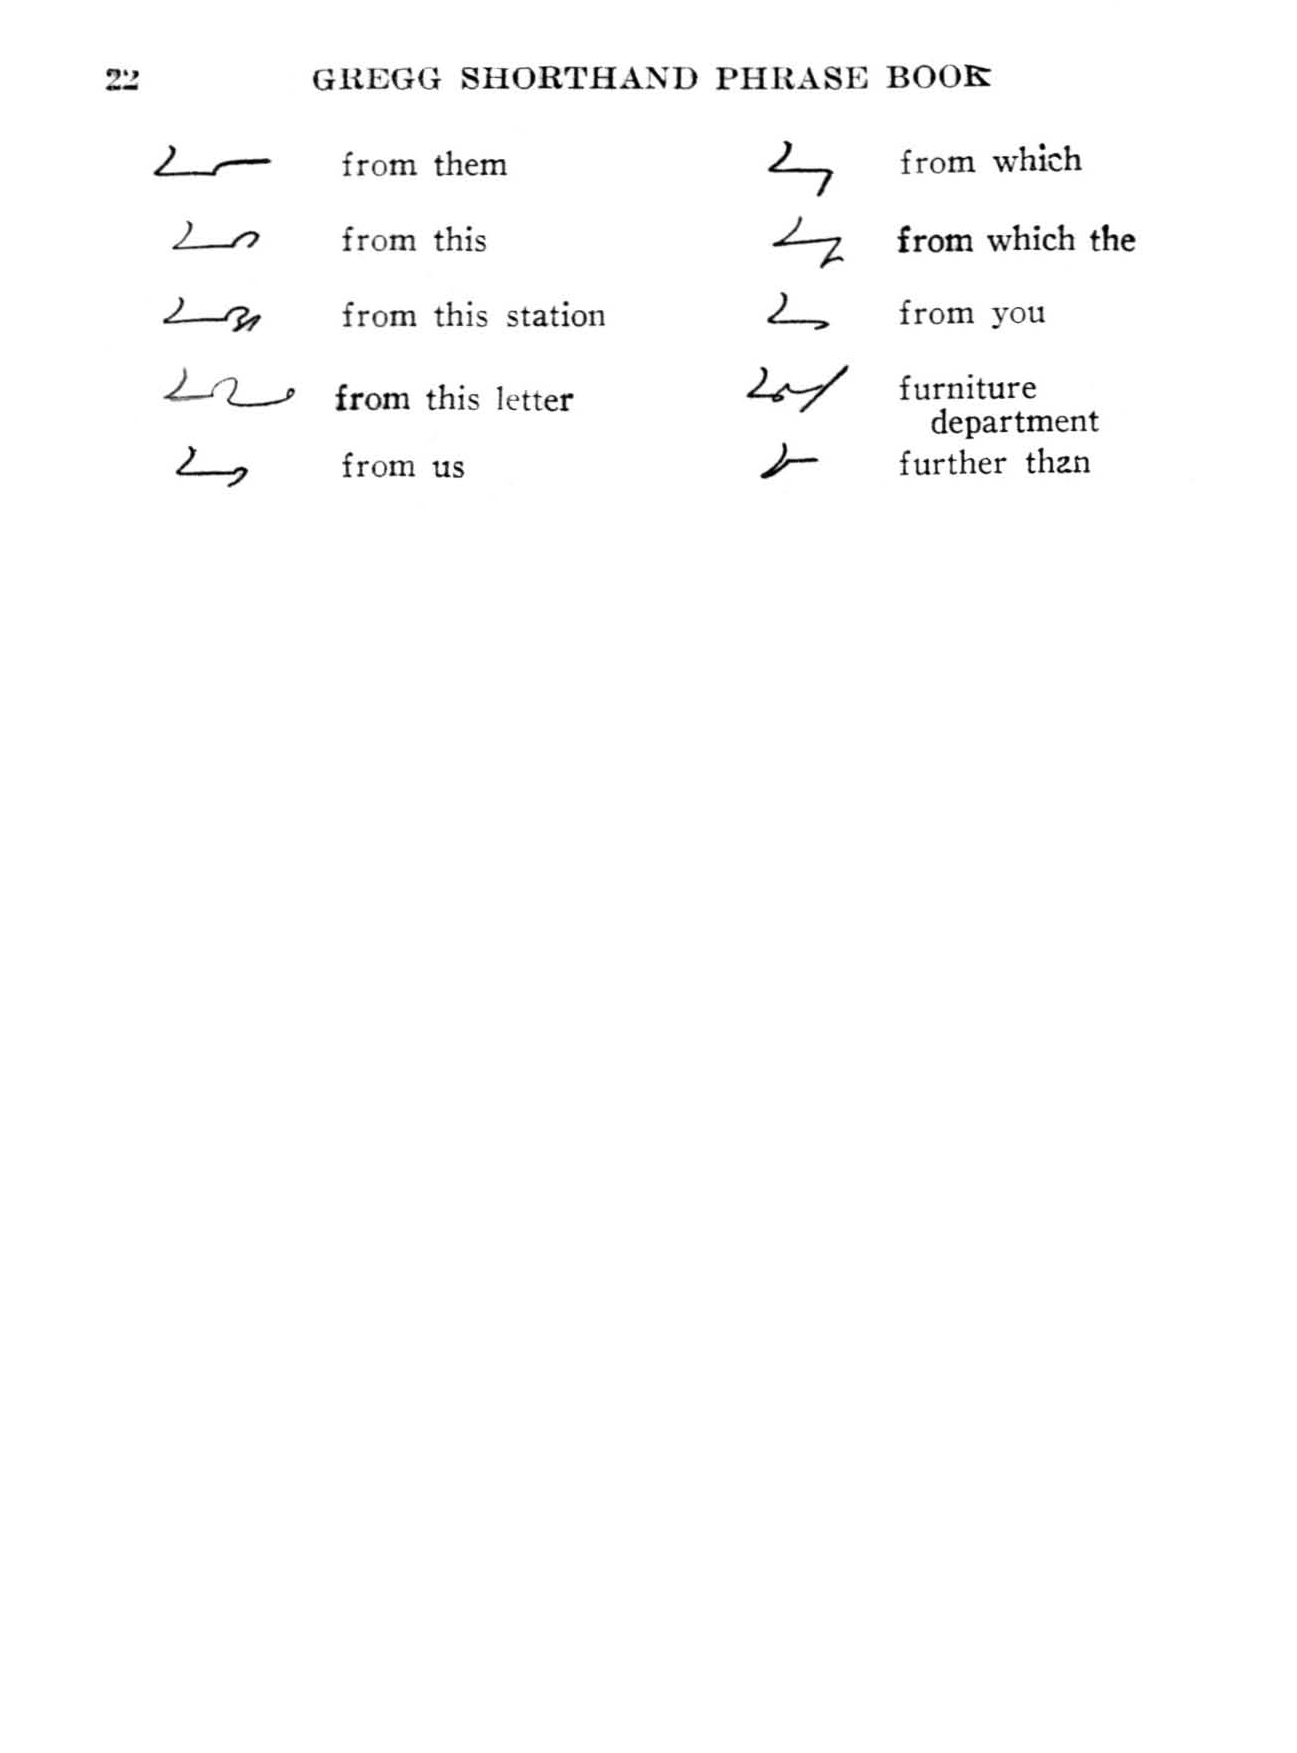 22 GREGG SHORTHAND PHRASE BOOK
from them
from this
from this station
from this letter
from us
from which
from which the
from you
furniture
department
further than